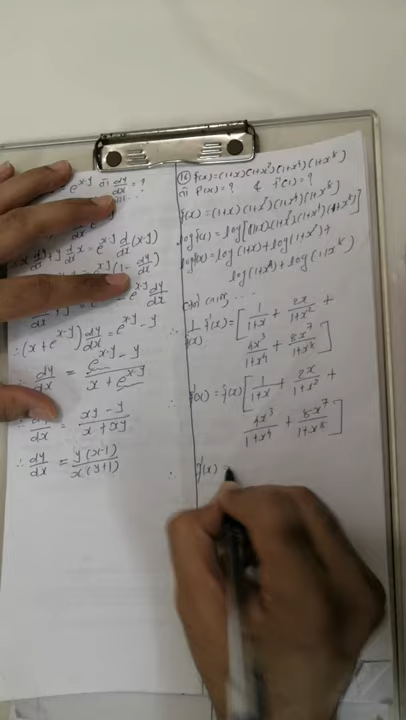 = e^{x-y} तो dy/dx = ?
y d/dx x = e^{x-y} d/dx (x-y)
(1 - dy/dx)
e^{x-y} dy/dx
∴ (x + e^{x-y}) dy/dx = e^{x-y} - y
∴ dy/dx = (e^{x-y} - y)/(x + e^{x-y})
∴ dy/dx = (xy - y)/(x + xy)
∴ dy/dx = y(x-1)/x(y+1)
(16) f(x) = (1+x)(1+x²)(1+x⁴)(1+x⁸)
तो f'(x) = ? & f'(1) = ?
f(x) = (1+x)(1+x²)(1+x⁴)(1+x⁸)
log f(x) = log[(1+x)(1+x²)(1+x⁴)(1+x⁸)]
log f(x) = log(1+x) + log(1+x²) +
log(1+x⁴) + log(1+x⁸)
∴ 1/f(x) f'(x) = [1/(1+x) + 2x/(1+x²) +
4x³/(1+x⁴) + 8x⁷/(1+x⁸)]
∴ f'(x) = f(x)[1/(1+x) + 2x/(1+x²) +
4x³/(1+x⁴) + 8x⁷/(1+x⁸)]
∴ f'(x) =